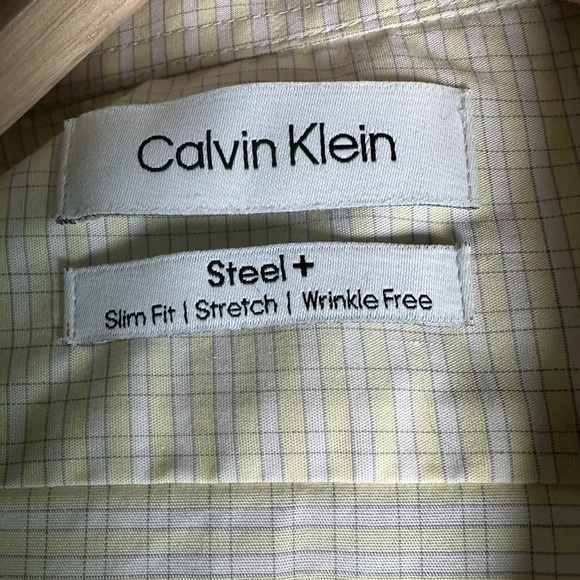 Calvin Klein
Steel +
Slim Fit | Stretch | Wrinkle Free